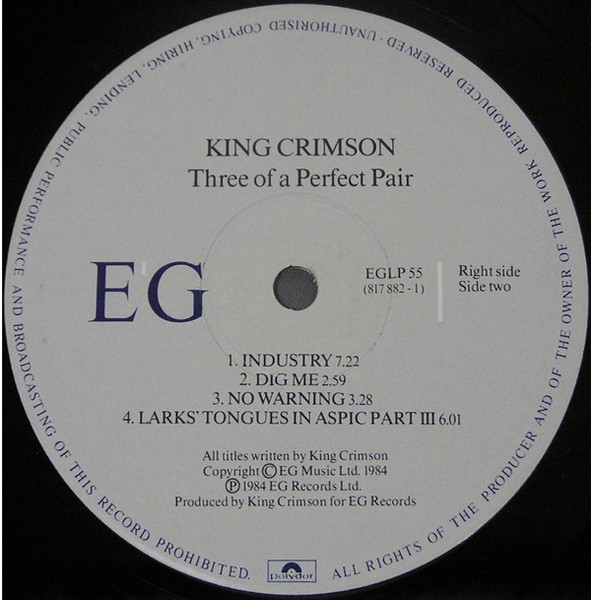 KING CRIMSON
Three of a Perfect Pair
E'G
EGLP 55
(817 882 - 1)
Right side
Side two
1. INDUSTRY 7.22
2. DIG ME 2.59
3. NO WARNING 3.28
4. LARKS' TONGUES IN ASPIC PART III 6.01
All titles written by King Crimson
Copyright © EG Music Ltd. 1984
℗ 1984 EG Records Ltd.
Produced by King Crimson for EG Records
polydor
ALL RIGHTS OF THE PRODUCER AND OF THE OWNER OF THE WORK REPRODUCED RESERVED · UNAUTHORISED COPYING, HIRING, LENDING, PUBLIC PERFORMANCE AND BROADCASTING OF THIS RECORD PROHIBITED.